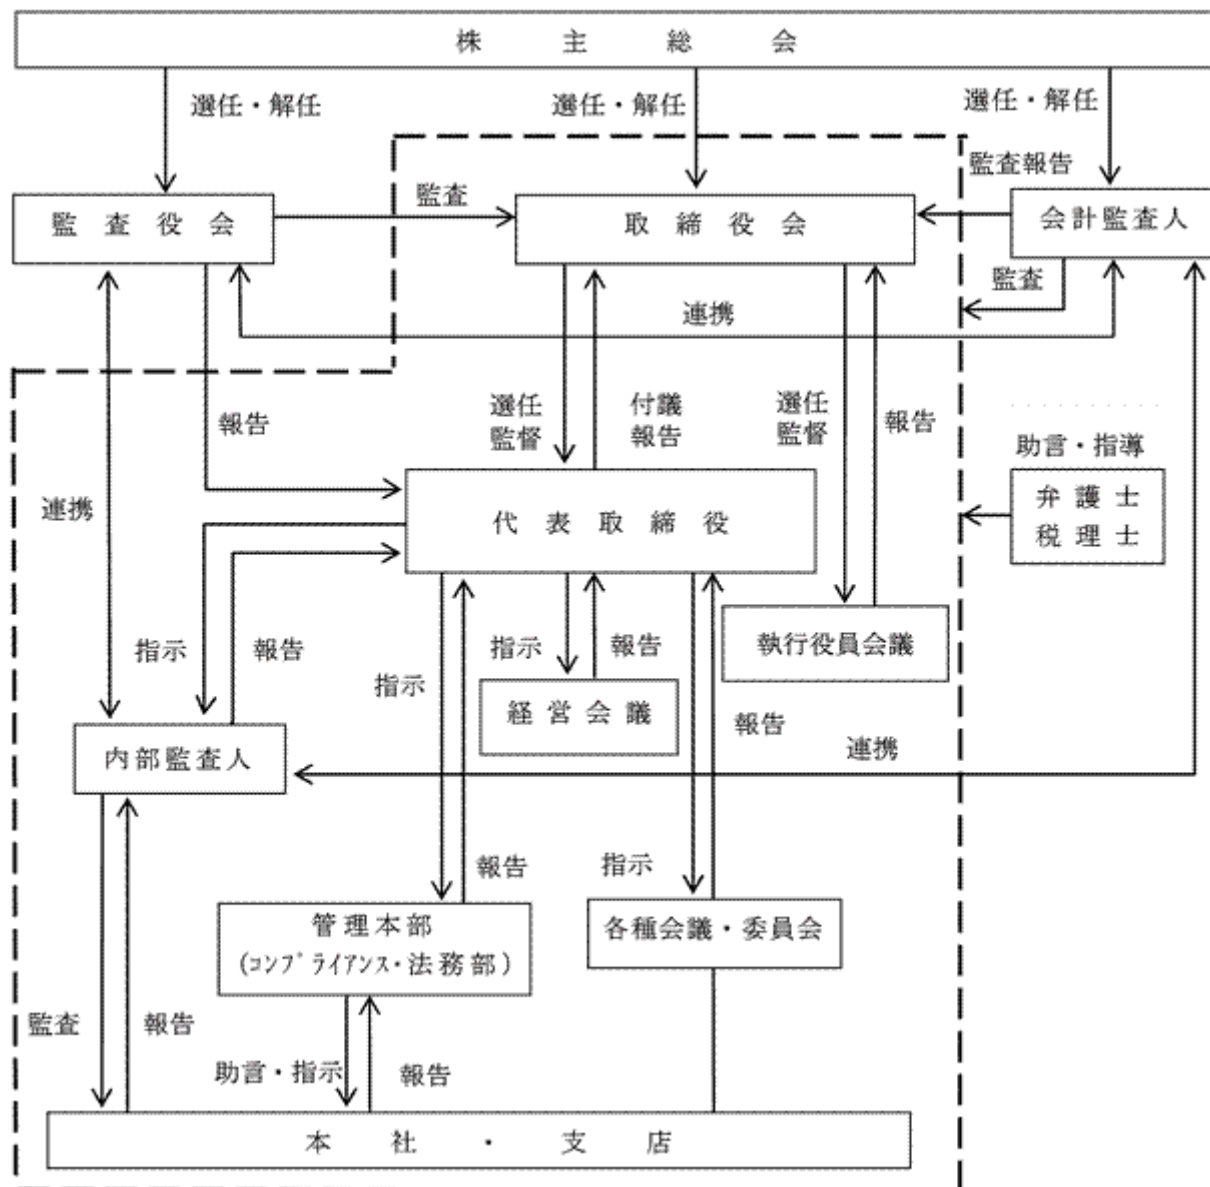 株主総会
選任・解任
選任・解任
選任・解任
監査報告
監査役会
監査
取締役会
会計監査人
監査
連携
報告
選任
監督
付議
報告
選任
監督
報告
助言・指導
弁護士
税理士
連携
代表取締役
指示
報告
指示
指示
報告
執行役員会議
経営会議
報告
連携
内部監査人
報告
指示
管理本部
(コンプライアンス・法務部)
各種会議・委員会
監査
報告
助言・指示
報告
本社・支店